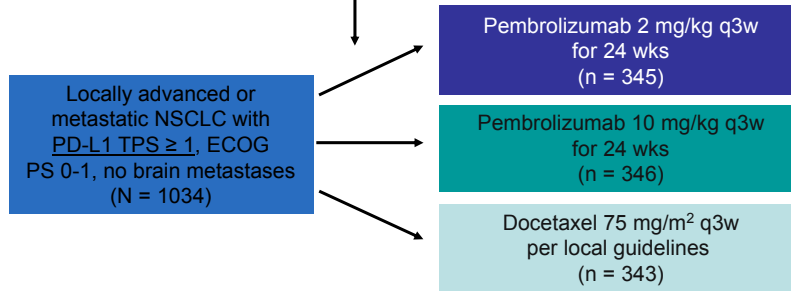 Locally advanced or
metastatic NSCLC with
PD-L1 TPS ≥ 1, ECOG
PS 0-1, no brain metastases
(N = 1034)
Pembrolizumab 2 mg/kg q3w
for 24 wks
(n = 345)
Pembrolizumab 10 mg/kg q3w
for 24 wks
(n = 346)
Docetaxel 75 mg/m² q3w
per local guidelines
(n = 343)